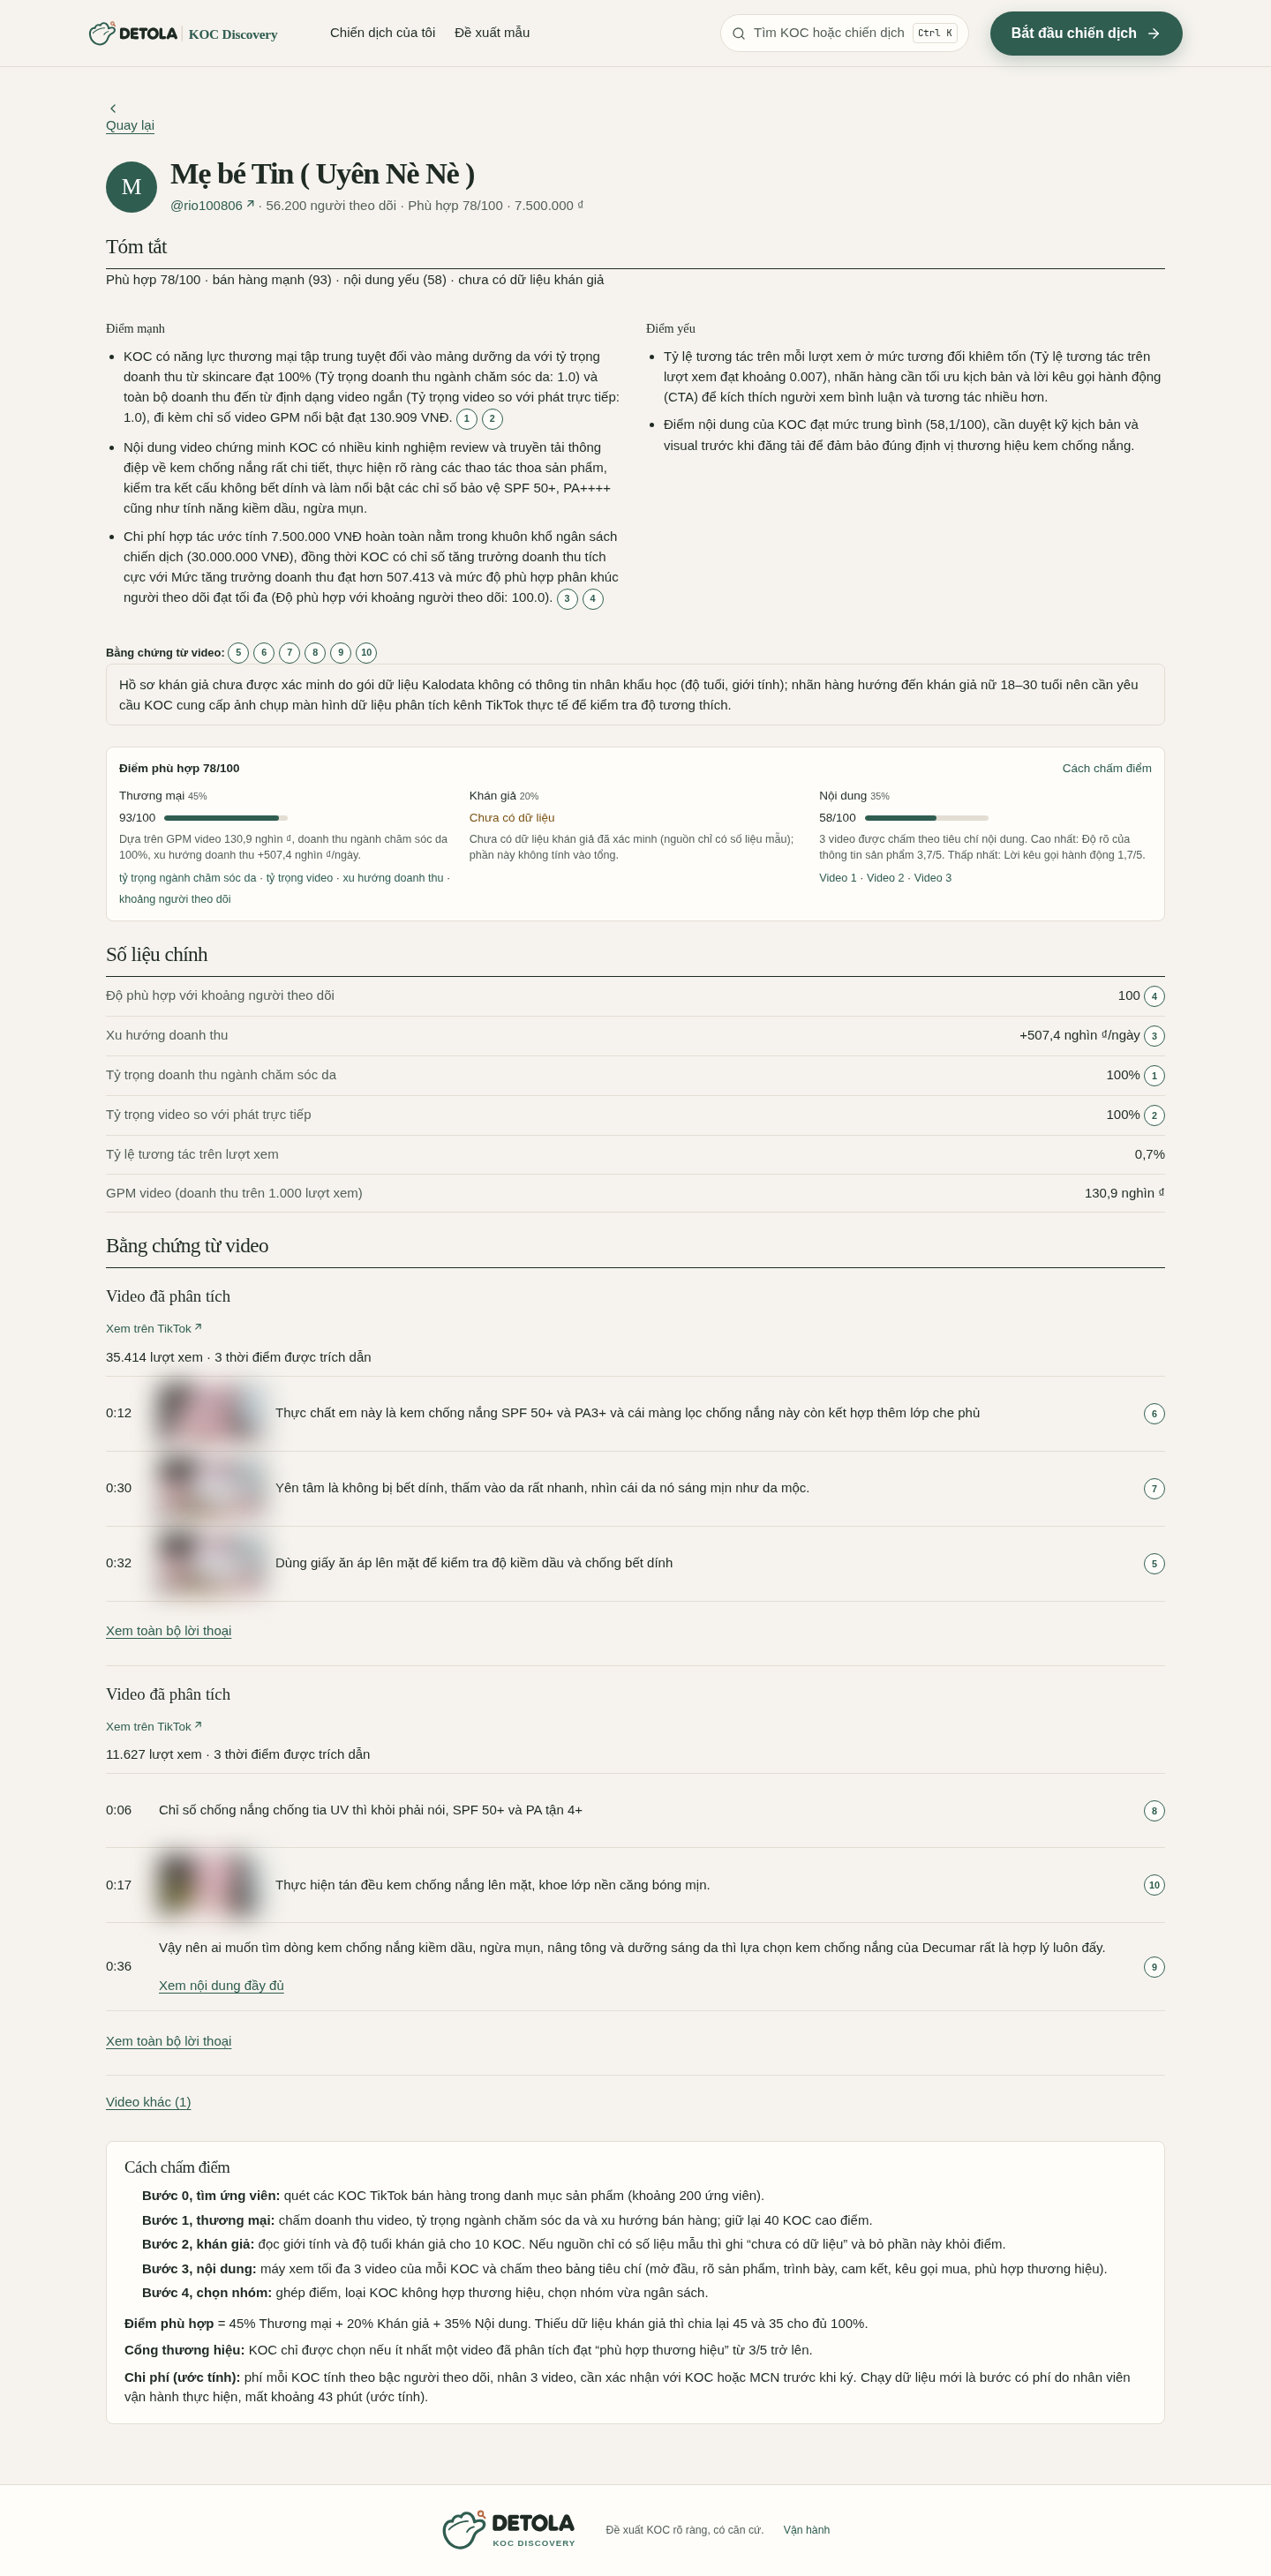 DETOLA KOC Discovery
Chiến dịch của tôi Đề xuất mẫu
Tìm KOC hoặc chiến dịch Ctrl K
Bắt đầu chiến dịch
Quay lại
M
Mẹ bé Tin ( Uyên Nè Nè )
@rio100806 · 56.200 người theo dõi · Phù hợp 78/100 · 7.500.000 ₫
Tóm tắt
Phù hợp 78/100 · bán hàng mạnh (93) · nội dung yếu (58) · chưa có dữ liệu khán giả
Điểm mạnh
KOC có năng lực thương mại tập trung tuyệt đối vào mảng dưỡng da với tỷ trọng
doanh thu từ skincare đạt 100% (Tỷ trọng doanh thu ngành chăm sóc da: 1.0) và
toàn bộ doanh thu đến từ định dạng video ngắn (Tỷ trọng video so với phát trực tiếp:
1.0), đi kèm chỉ số video GPM nổi bật đạt 130.909 VNĐ. 1 2
Nội dung video chứng minh KOC có nhiều kinh nghiệm review và truyền tải thông
điệp về kem chống nắng rất chi tiết, thực hiện rõ ràng các thao tác thoa sản phẩm,
kiểm tra kết cấu không bết dính và làm nổi bật các chỉ số bảo vệ SPF 50+, PA++++
cũng như tính năng kiềm dầu, ngừa mụn.
Chi phí hợp tác ước tính 7.500.000 VNĐ hoàn toàn nằm trong khuôn khổ ngân sách
chiến dịch (30.000.000 VNĐ), đồng thời KOC có chỉ số tăng trưởng doanh thu tích
cực với Mức tăng trưởng doanh thu đạt hơn 507.413 và mức độ phù hợp phân khúc
người theo dõi đạt tối đa (Độ phù hợp với khoảng người theo dõi: 100.0). 3 4
Điểm yếu
Tỷ lệ tương tác trên mỗi lượt xem ở mức tương đối khiêm tốn (Tỷ lệ tương tác trên
lượt xem đạt khoảng 0.007), nhãn hàng cần tối ưu kịch bản và lời kêu gọi hành động
(CTA) để kích thích người xem bình luận và tương tác nhiều hơn.
Điểm nội dung của KOC đạt mức trung bình (58,1/100), cần duyệt kỹ kịch bản và
visual trước khi đăng tải để đảm bảo đúng định vị thương hiệu kem chống nắng.
Bằng chứng từ video: 5 6 7 8 9 10
Hồ sơ khán giả chưa được xác minh do gói dữ liệu Kalodata không có thông tin nhân khẩu học (độ tuổi, giới tính); nhãn hàng hướng đến khán giả nữ 18–30 tuổi nên cần yêu
cầu KOC cung cấp ảnh chụp màn hình dữ liệu phân tích kênh TikTok thực tế để kiểm tra độ tương thích.
Điểm phù hợp 78/100
Cách chấm điểm
Thương mại 45%
93/100
Dựa trên GPM video 130,9 nghìn ₫, doanh thu ngành chăm sóc da
100%, xu hướng doanh thu +507,4 nghìn ₫/ngày.
tỷ trọng ngành chăm sóc da · tỷ trọng video · xu hướng doanh thu ·
khoảng người theo dõi
Khán giả 20%
Chưa có dữ liệu
Chưa có dữ liệu khán giả đã xác minh (nguồn chỉ có số liệu mẫu);
phần này không tính vào tổng.
Nội dung 35%
58/100
3 video được chấm theo tiêu chí nội dung. Cao nhất: Độ rõ của
thông tin sản phẩm 3,7/5. Thấp nhất: Lời kêu gọi hành động 1,7/5.
Video 1 · Video 2 · Video 3
Số liệu chính
Độ phù hợp với khoảng người theo dõi 100 4
Xu hướng doanh thu +507,4 nghìn ₫/ngày 3
Tỷ trọng doanh thu ngành chăm sóc da 100% 1
Tỷ trọng video so với phát trực tiếp 100% 2
Tỷ lệ tương tác trên lượt xem 0,7%
GPM video (doanh thu trên 1.000 lượt xem) 130,9 nghìn ₫
Bằng chứng từ video
Video đã phân tích
Xem trên TikTok
35.414 lượt xem · 3 thời điểm được trích dẫn
0:12 Thực chất em này là kem chống nắng SPF 50+ và PA3+ và cái màng lọc chống nắng này còn kết hợp thêm lớp che phủ 6
0:30 Yên tâm là không bị bết dính, thấm vào da rất nhanh, nhìn cái da nó sáng mịn như da mộc. 7
0:32 Dùng giấy ăn áp lên mặt để kiểm tra độ kiềm dầu và chống bết dính 5
Xem toàn bộ lời thoại
Video đã phân tích
Xem trên TikTok
11.627 lượt xem · 3 thời điểm được trích dẫn
0:06 Chỉ số chống nắng chống tia UV thì khỏi phải nói, SPF 50+ và PA tận 4+ 8
0:17 Thực hiện tán đều kem chống nắng lên mặt, khoe lớp nền căng bóng mịn. 10
0:36 Vậy nên ai muốn tìm dòng kem chống nắng kiềm dầu, ngừa mụn, nâng tông và dưỡng sáng da thì lựa chọn kem chống nắng của Decumar rất là hợp lý luôn đấy. 9
Xem nội dung đầy đủ
Xem toàn bộ lời thoại
Video khác (1)
Cách chấm điểm
Bước 0, tìm ứng viên: quét các KOC TikTok bán hàng trong danh mục sản phẩm (khoảng 200 ứng viên).
Bước 1, thương mại: chấm doanh thu video, tỷ trọng ngành chăm sóc da và xu hướng bán hàng; giữ lại 40 KOC cao điểm.
Bước 2, khán giả: đọc giới tính và độ tuổi khán giả cho 10 KOC. Nếu nguồn chỉ có số liệu mẫu thì ghi “chưa có dữ liệu” và bỏ phần này khỏi điểm.
Bước 3, nội dung: máy xem tối đa 3 video của mỗi KOC và chấm theo bảng tiêu chí (mở đầu, rõ sản phẩm, trình bày, cam kết, kêu gọi mua, phù hợp thương hiệu).
Bước 4, chọn nhóm: ghép điểm, loại KOC không hợp thương hiệu, chọn nhóm vừa ngân sách.
Điểm phù hợp = 45% Thương mại + 20% Khán giả + 35% Nội dung. Thiếu dữ liệu khán giả thì chia lại 45 và 35 cho đủ 100%.
Cổng thương hiệu: KOC chỉ được chọn nếu ít nhất một video đã phân tích đạt “phù hợp thương hiệu” từ 3/5 trở lên.
Chi phí (ước tính): phí mỗi KOC tính theo bậc người theo dõi, nhân 3 video, cần xác nhận với KOC hoặc MCN trước khi ký. Chạy dữ liệu mới là bước có phí do nhân viên
vận hành thực hiện, mất khoảng 43 phút (ước tính).
DETOLA
KOC DISCOVERY
Đề xuất KOC rõ ràng, có căn cứ. Vận hành